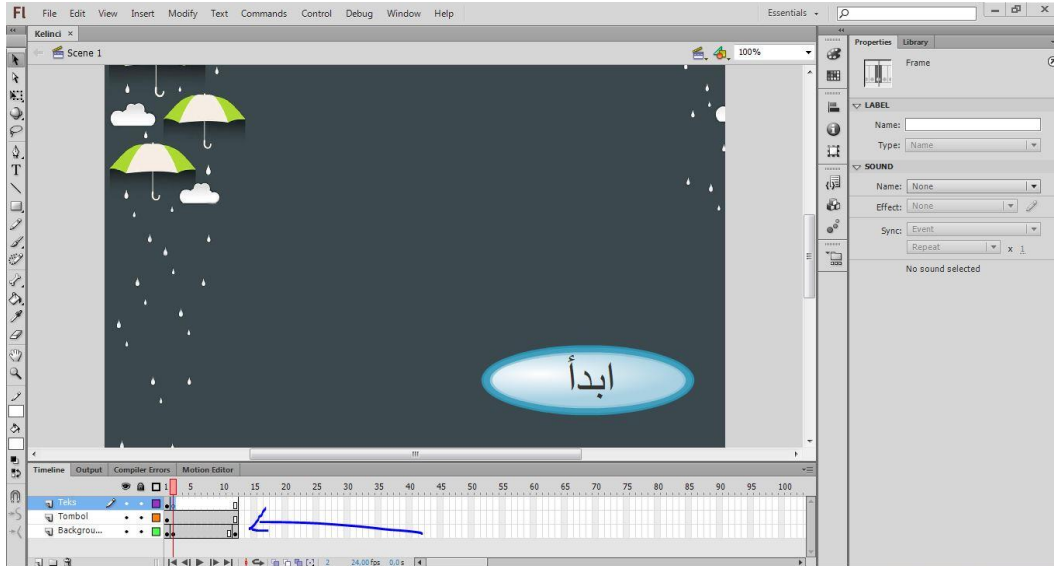 Fl File Edit View Insert Modify Text Commands Control Debug Window Help Essentials
Kelinci ×
Scene 1 100%
Properties Library
Frame
LABEL
Name:
Type: Name
SOUND
Name: None
Effect: None
Sync: Event
Repeat x 1
No sound selected
ابدأ
Timeline Output Compiler Errors Motion Editor
1 5 10 15 20 25 30 35 40 45 50 55 60 65 70 75 80 85 90 95 100
Teks
Tombol
Backgrou...
2 24,00 fps 0,0 s